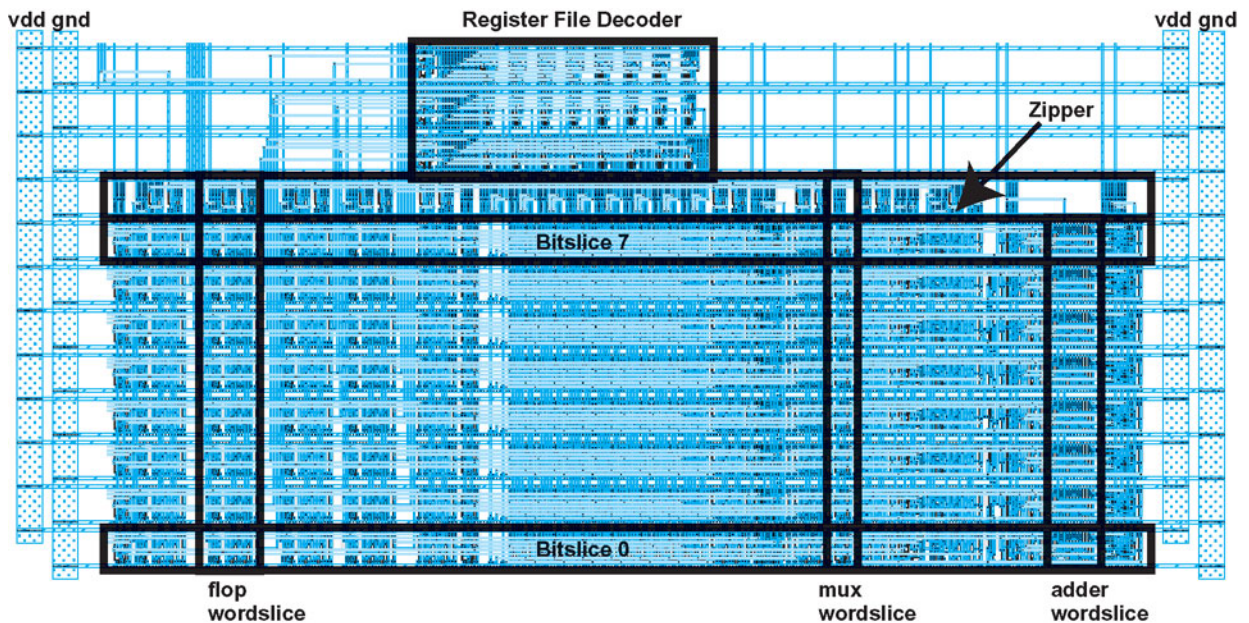 Register File Decoder
vdd gnd
vdd gnd
Zipper
Bitslice 7
Bitslice 0
flop
wordslice
mux
wordslice
adder
wordslice